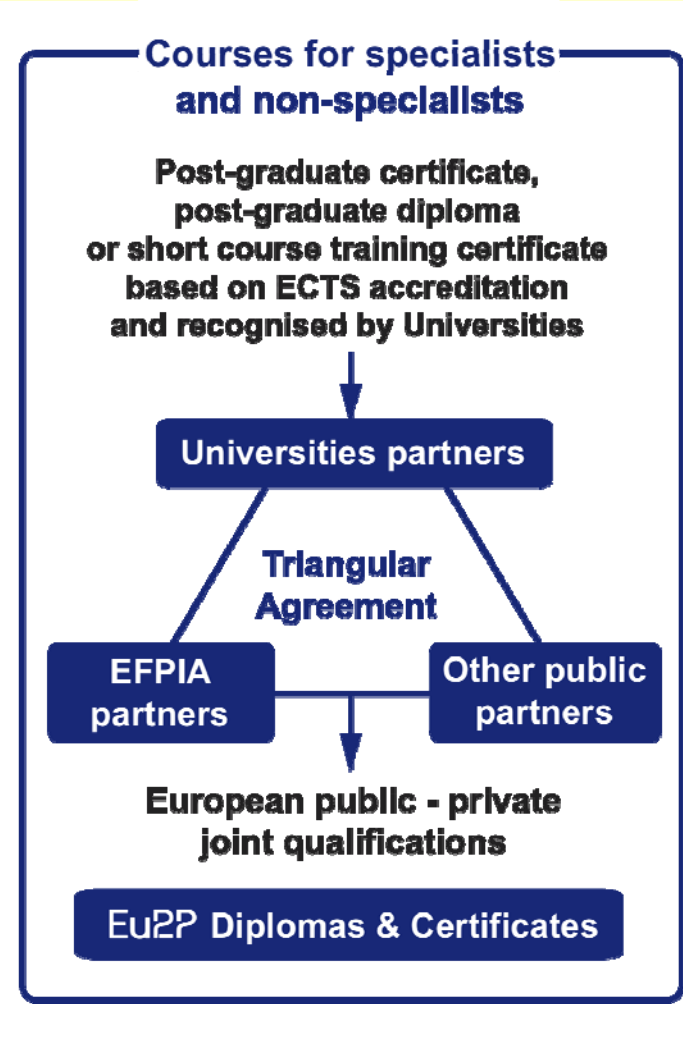 Courses for specialists
and non-specialists
Post-graduate certificate,
post-graduate diploma
or short course training certificate
based on ECTS accreditation
and recognised by Universities
Universities partners
Triangular
Agreement
EFPIA
partners
Other public
partners
European public - private
joint qualifications
Eu2P Diplomas & Certificates